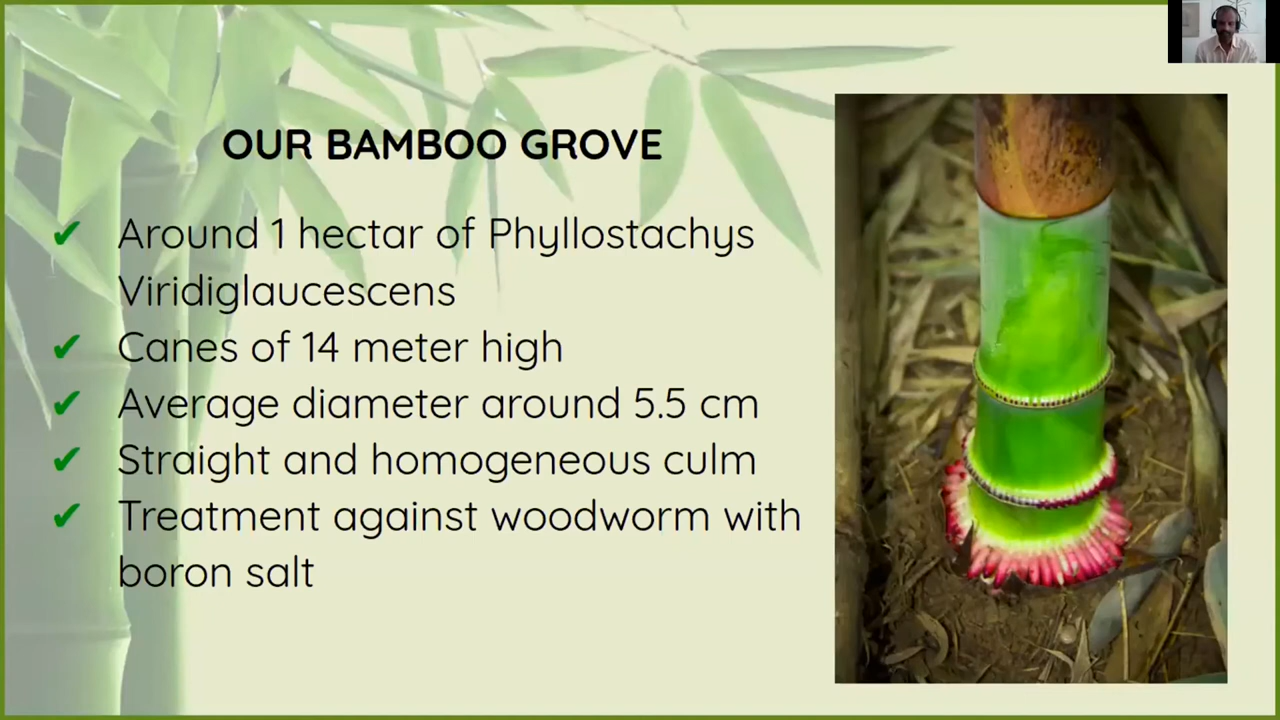 OUR BAMBOO GROVE
✔ Around 1 hectar of Phyllostachys
Viridiglaucescens
✔ Canes of 14 meter high
✔ Average diameter around 5.5 cm
✔ Straight and homogeneous culm
✔ Treatment against woodworm with
boron salt